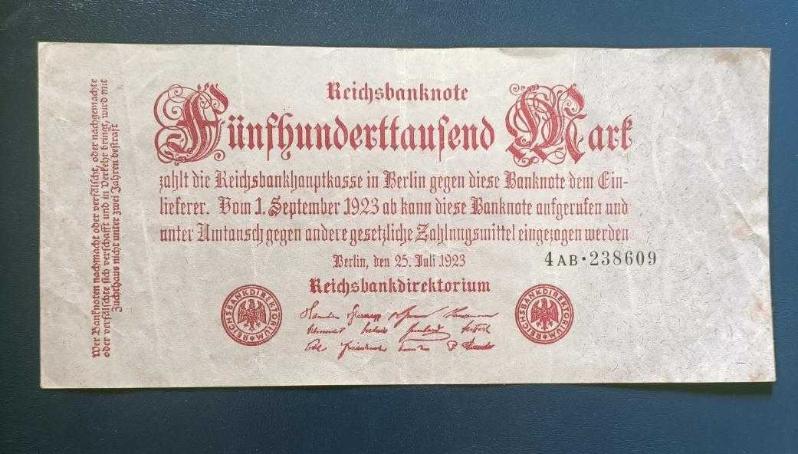 Reichsbanknote
Fünfhunderttausend Mark
zahlt die Reichsbankhauptkasse in Berlin gegen diese Banknote dem Ein-
lieferer. Vom 1. September 1923 ab kann diese Banknote aufgerufen und
unter Umtausch gegen andere gesetzliche Zahlungsmittel eingezogen werden
Berlin, den 25. Juli 1923
4AB·238609
Reichsbankdirektorium
REICHSBANKDIREKTORIUM
REICHSBANKDIREKTORIUM
Wer Banknoten nachmacht oder verfälscht, oder nachgemachte
oder verfälschte sich verschafft und in Verkehr bringt, wird mit
Zuchthaus nicht unter zwei Jahren bestraft